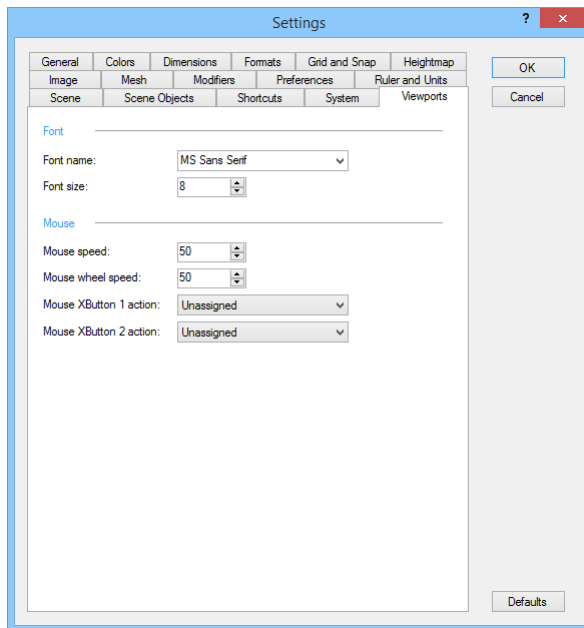 Settings
?
General Colors Dimensions Formats Grid and Snap Heightmap
OK
Image Mesh Modifiers Preferences Ruler and Units
Scene Scene Objects Shortcuts System Viewports
Cancel
Font
Font name: MS Sans Serif
Font size: 8
Mouse
Mouse speed: 50
Mouse wheel speed: 50
Mouse XButton 1 action: Unassigned
Mouse XButton 2 action: Unassigned
Defaults